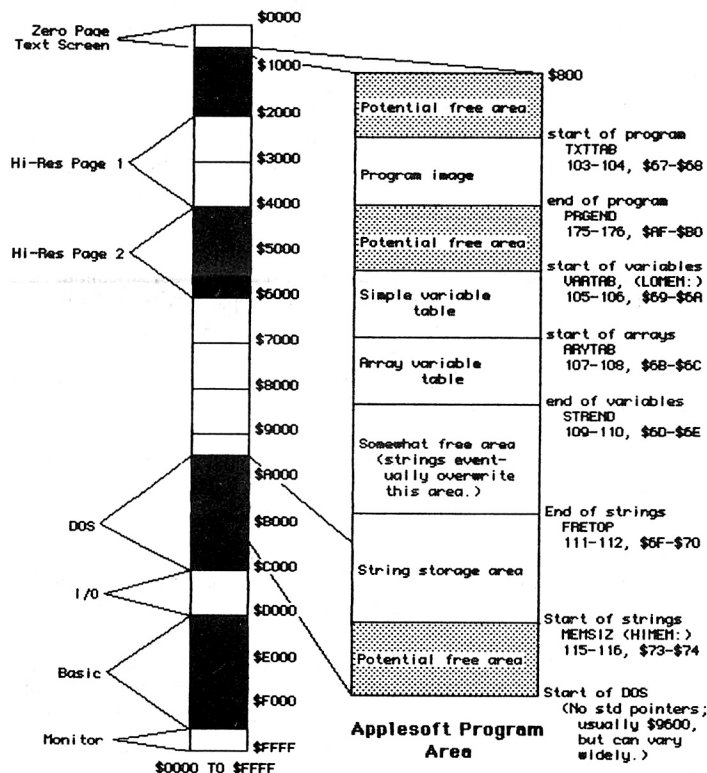 Zero Page
Text Screen
Hi-Res Page 1
Hi-Res Page 2
DOS
I/O
Basic
Monitor
$0000
$1000
$2000
$3000
$4000
$5000
$6000
$7000
$8000
$9000
$A000
$B000
$C000
$D000
$E000
$F000
$FFFF
$0000 TO $FFFF
Potential free area
Program image
Potential free area
Simple variable
table
Array variable
table
Somewhat free area
(strings event-
ually overwrite
this area.)
String storage area
Potential free area
Applesoft Program
Area
$800
start of program
TXTTAB
103-104, $67-$68
end of program
PRGEND
175-176, $AF-$B0
start of variables
VARTAB, (LOMEM:)
105-106, $69-$6A
start of arrays
ARYTAB
107-108, $6B-$6C
end of variables
STREND
109-110, $6D-$6E
End of strings
FRETOP
111-112, $6F-$70
Start of strings
MEMSIZ (HIMEM:)
115-116, $73-$74
Start of DOS
(No std pointers;
usually $9600,
but can vary
widely.)